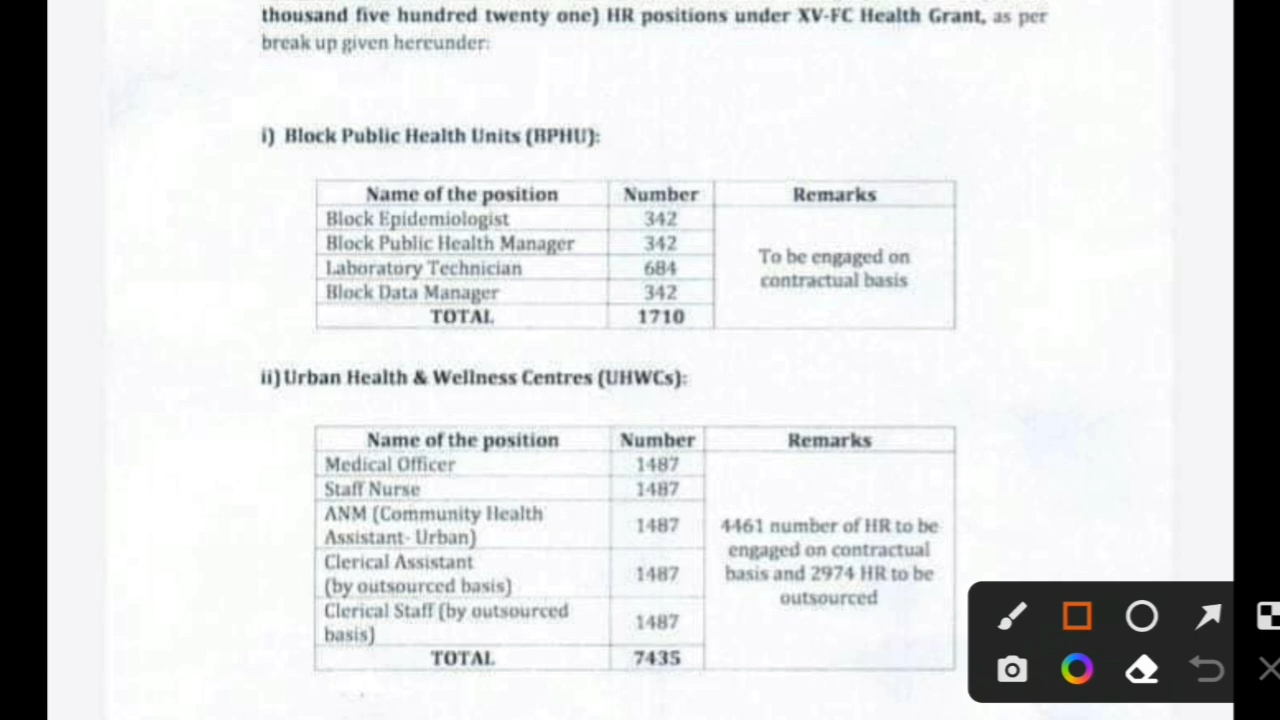 thousand five hundred twenty one) HR positions under XV-FC Health Grant, as per
break up given hereunder:
i) Block Public Health Units (BPHU):
Name of the position Number Remarks
Block Epidemiologist 342
Block Public Health Manager 342
Laboratory Technician 684
Block Data Manager 342
TOTAL 1710
To be engaged on
contractual basis
ii) Urban Health & Wellness Centres (UHWCs):
Name of the position Number Remarks
Medical Officer 1487
Staff Nurse 1487
ANM (Community Health
Assistant- Urban) 1487
Clerical Assistant
(by outsourced basis) 1487
Clerical Staff (by outsourced
basis) 1487
TOTAL 7435
4461 number of HR to be
engaged on contractual
basis and 2974 HR to be
outsourced